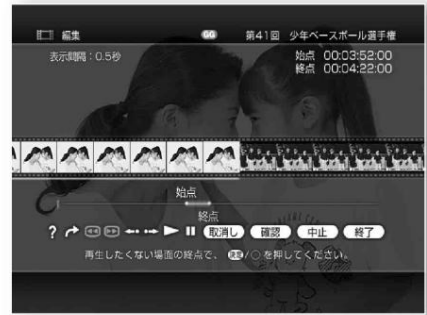 編集 GG 第41回 少年ベースボール選手権
表示間隔:0.5秒
始点 00:03:52:00
終点 00:04:22:00
始点
終点
? 取消し 確認 中止 終了
再生したくない場面の終点で、 決定/○を押してください。